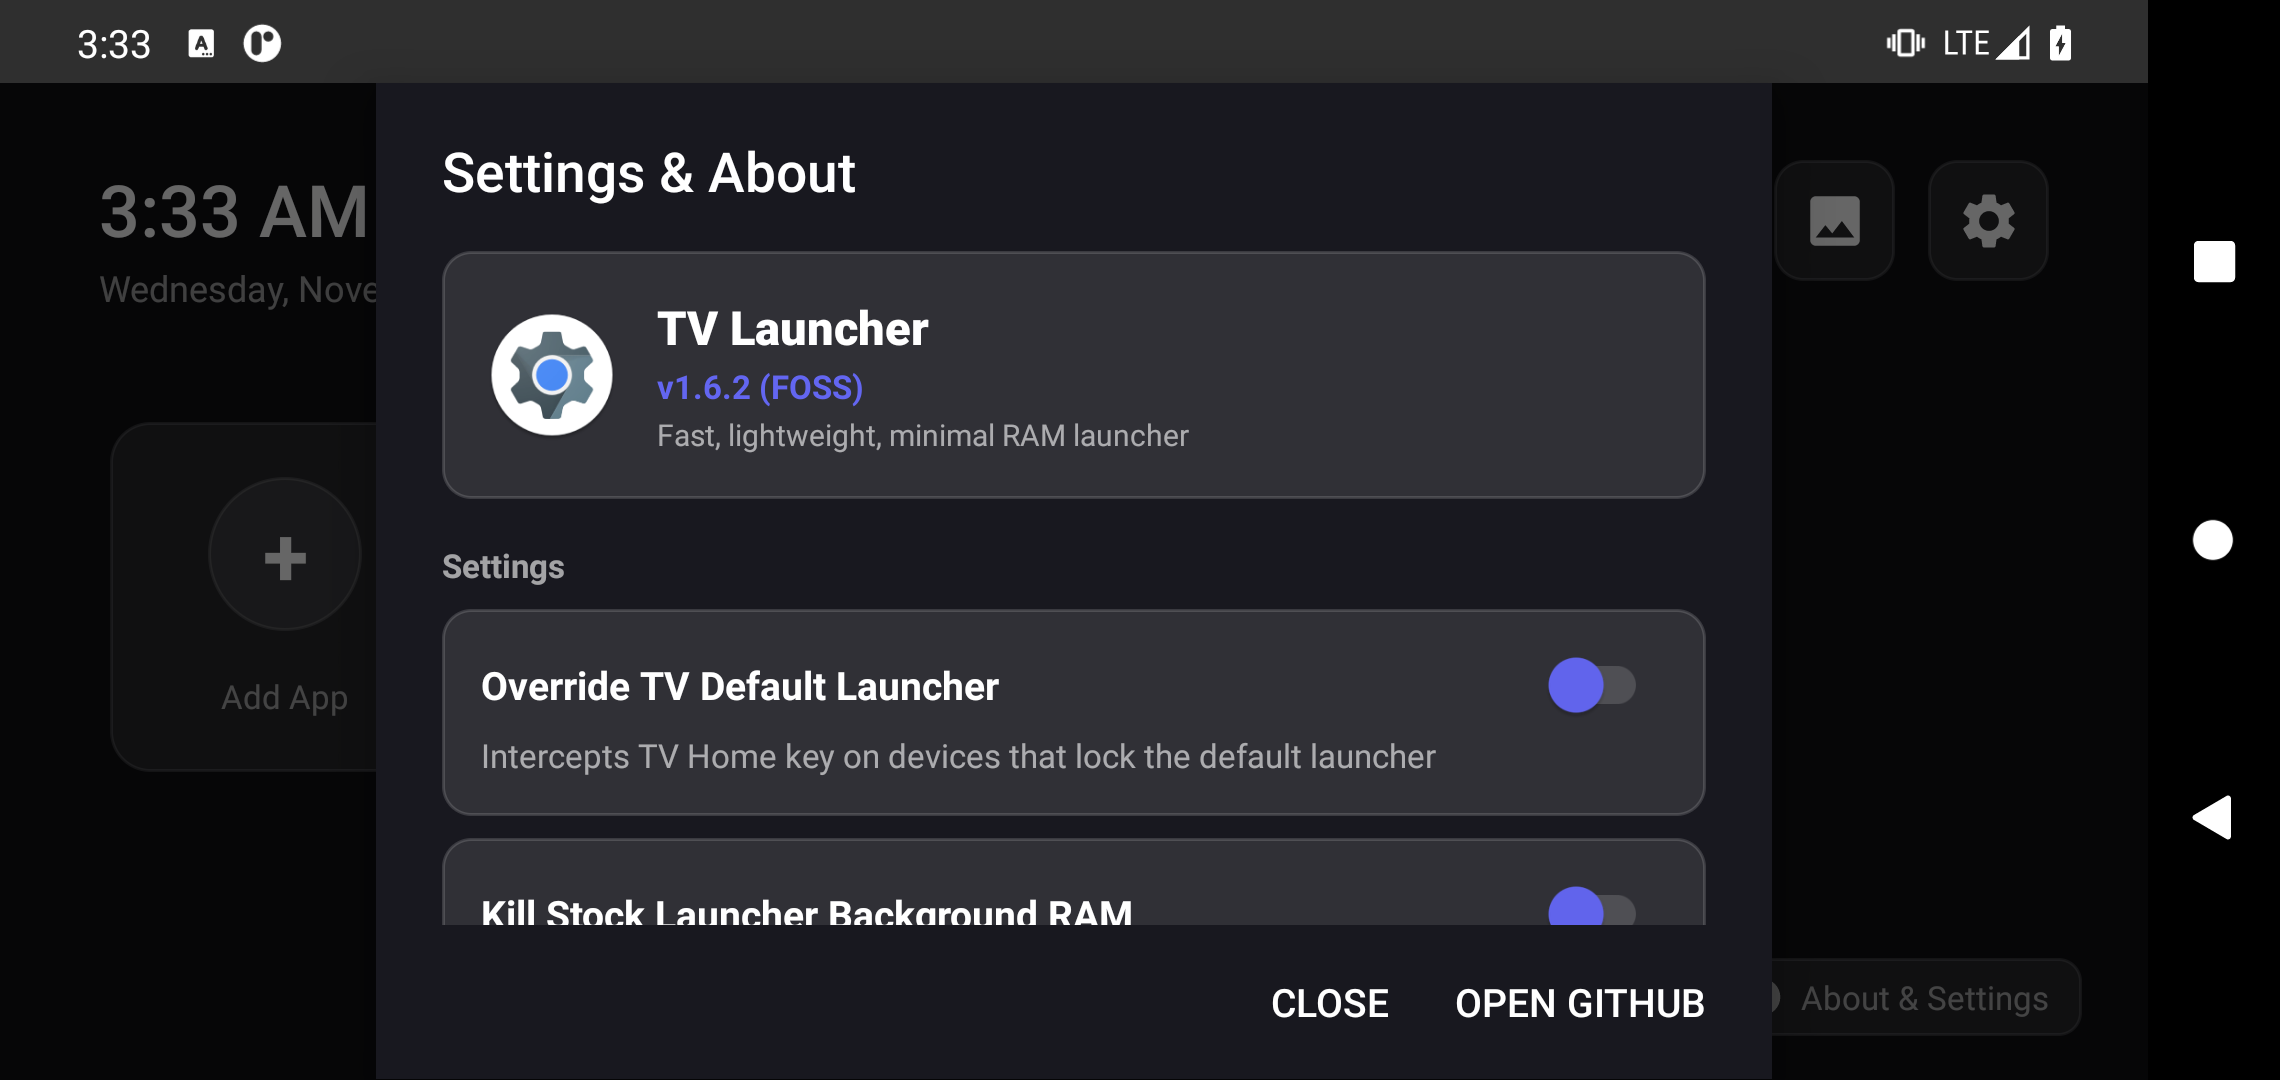 3:33
LTE
3:33 AM
Wednesday, Nove
Add App
Settings & About
TV Launcher
v1.6.2 (FOSS)
Fast, lightweight, minimal RAM launcher
Settings
Override TV Default Launcher
Intercepts TV Home key on devices that lock the default launcher
Kill Stock Launcher Background RAM
CLOSE
OPEN GITHUB
About & Settings